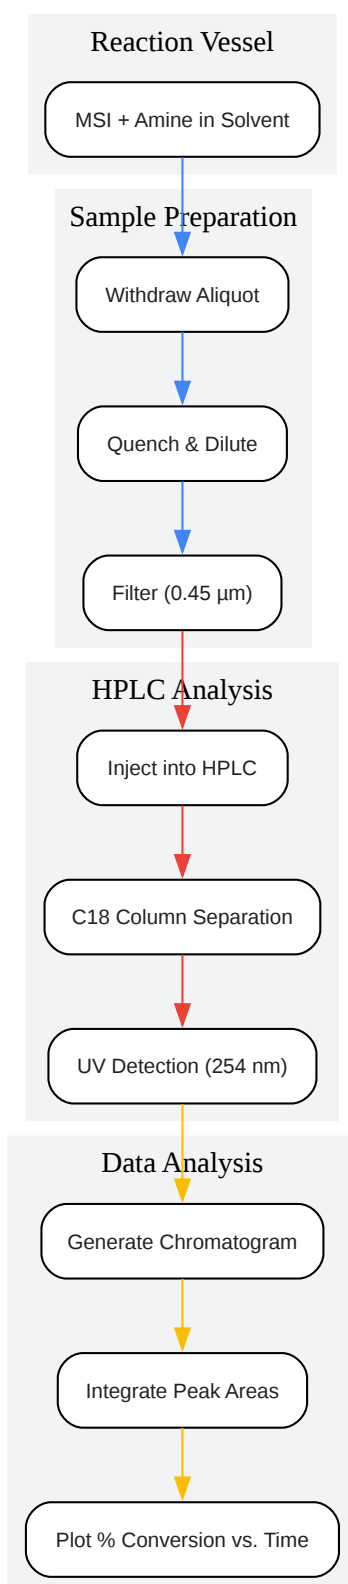 Reaction Vessel
MSI + Amine in Solvent
Sample Preparation
Withdraw Aliquot
Quench & Dilute
Filter (0.45 µm)
HPLC Analysis
Inject into HPLC
C18 Column Separation
UV Detection (254 nm)
Data Analysis
Generate Chromatogram
Integrate Peak Areas
Plot % Conversion vs. Time